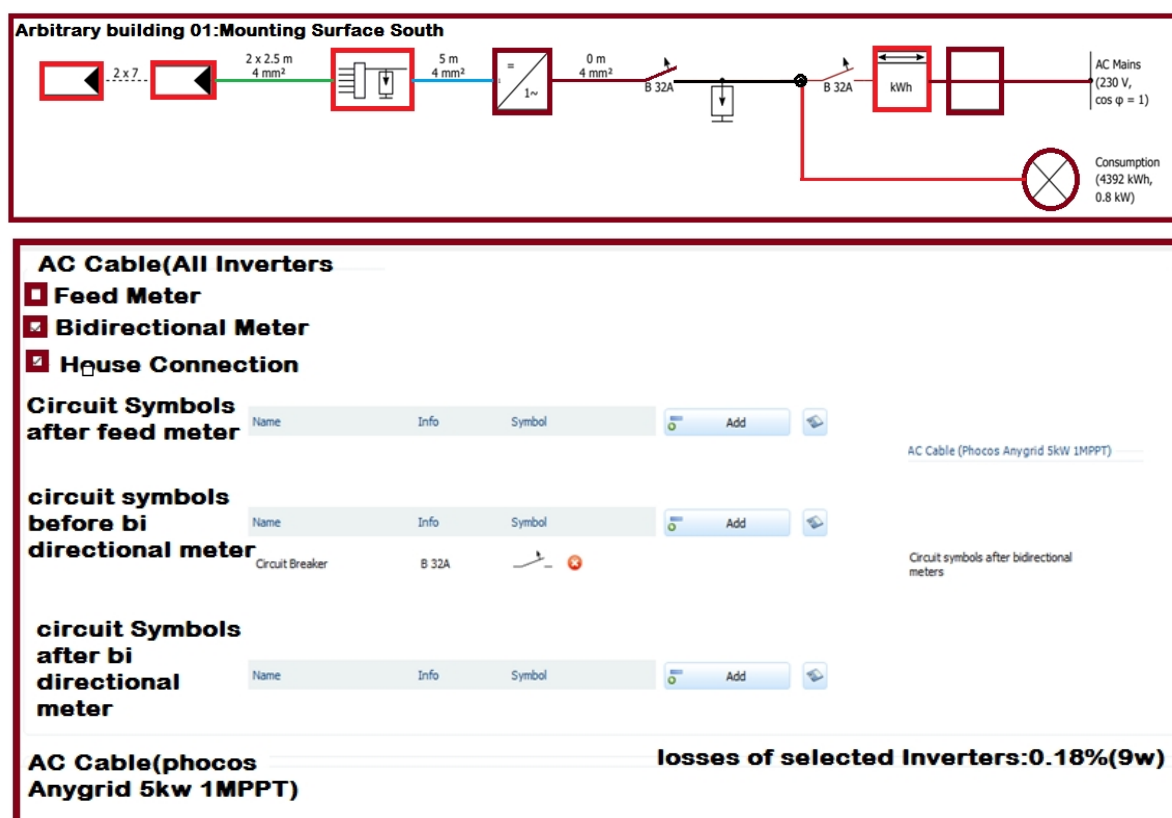 Arbitrary building 01:Mounting Surface South
2 x 7
2 x 2.5 m
4 mm²
5 m
4 mm²
=
1
1~
0 m
4 mm²
B 32A
B 32A
kWh
AC Mains
(230 V,
cos φ = 1)
Consumption
(4392 kWh,
0.8 kW)
AC Cable(All Inverters
Feed Meter
Bidirectional Meter
House Connection
Circuit Symbols
after feed meter
Name Info Symbol Add
AC Cable (Phocos Anygrid 5kW 1MPPT)
circuit symbols
before bi
directional meter
Name Info Symbol Add
Circuit Breaker B 32A
Circuit symbols after bidirectional
meters
circuit Symbols
after bi
directional
meter
Name Info Symbol Add
AC Cable(phocos
Anygrid 5kw 1MPPT)
losses of selected Inverters:0.18%(9w)